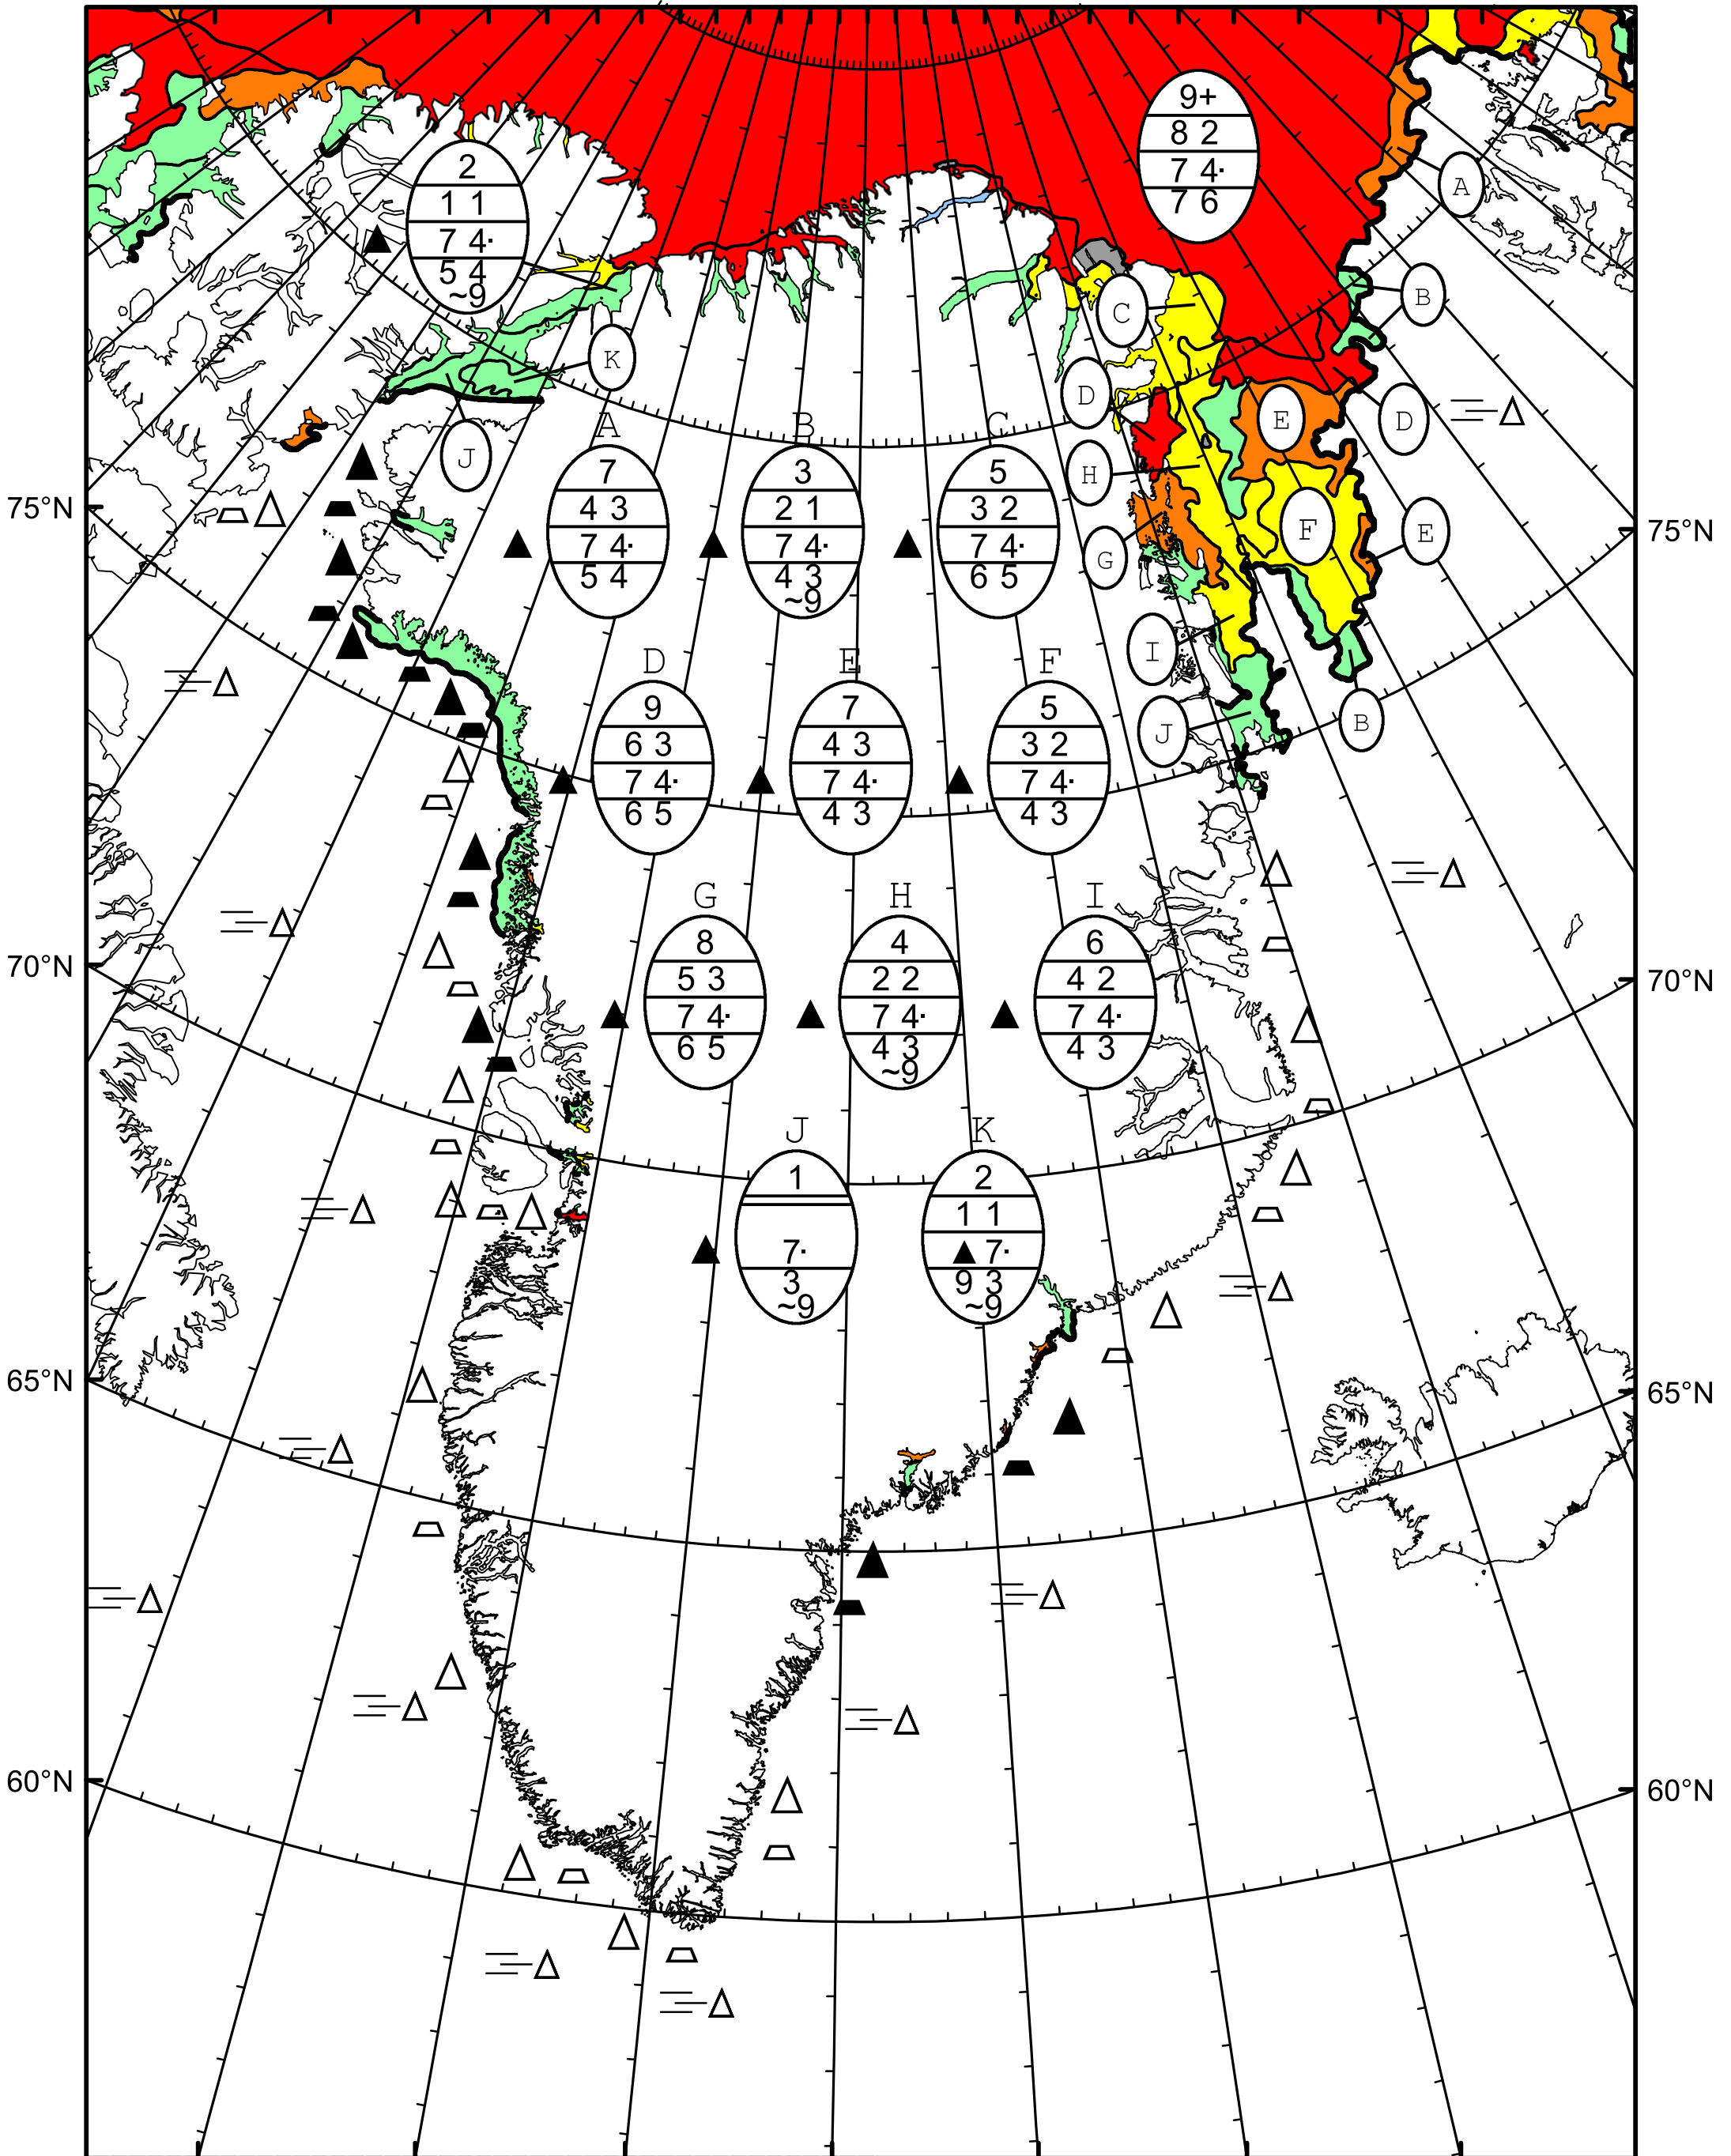 9+
8 2
7 4·
7 6
A
2
1 1
7 4·
5 4
~9
B
C
K
D
E
D
J
H
A
7
4 3
7 4·
5 4
B
3
2 1
7 4·
4 3
~9
C
5
3 2
7 4·
6 5
75°N
75°N
F
E
G
I
J
B
D
9
6 3
7 4·
6 5
E
7
4 3
7 4·
4 3
F
5
3 2
7 4·
4 3
G
8
5 3
7 4·
6 5
H
4
2 2
7 4·
4 3
~9
I
6
4 2
7 4·
4 3
70°N
70°N
J
1
7·
3
~9
K
2
1 1
▲ 7·
9 3
~9
65°N
65°N
60°N
60°N